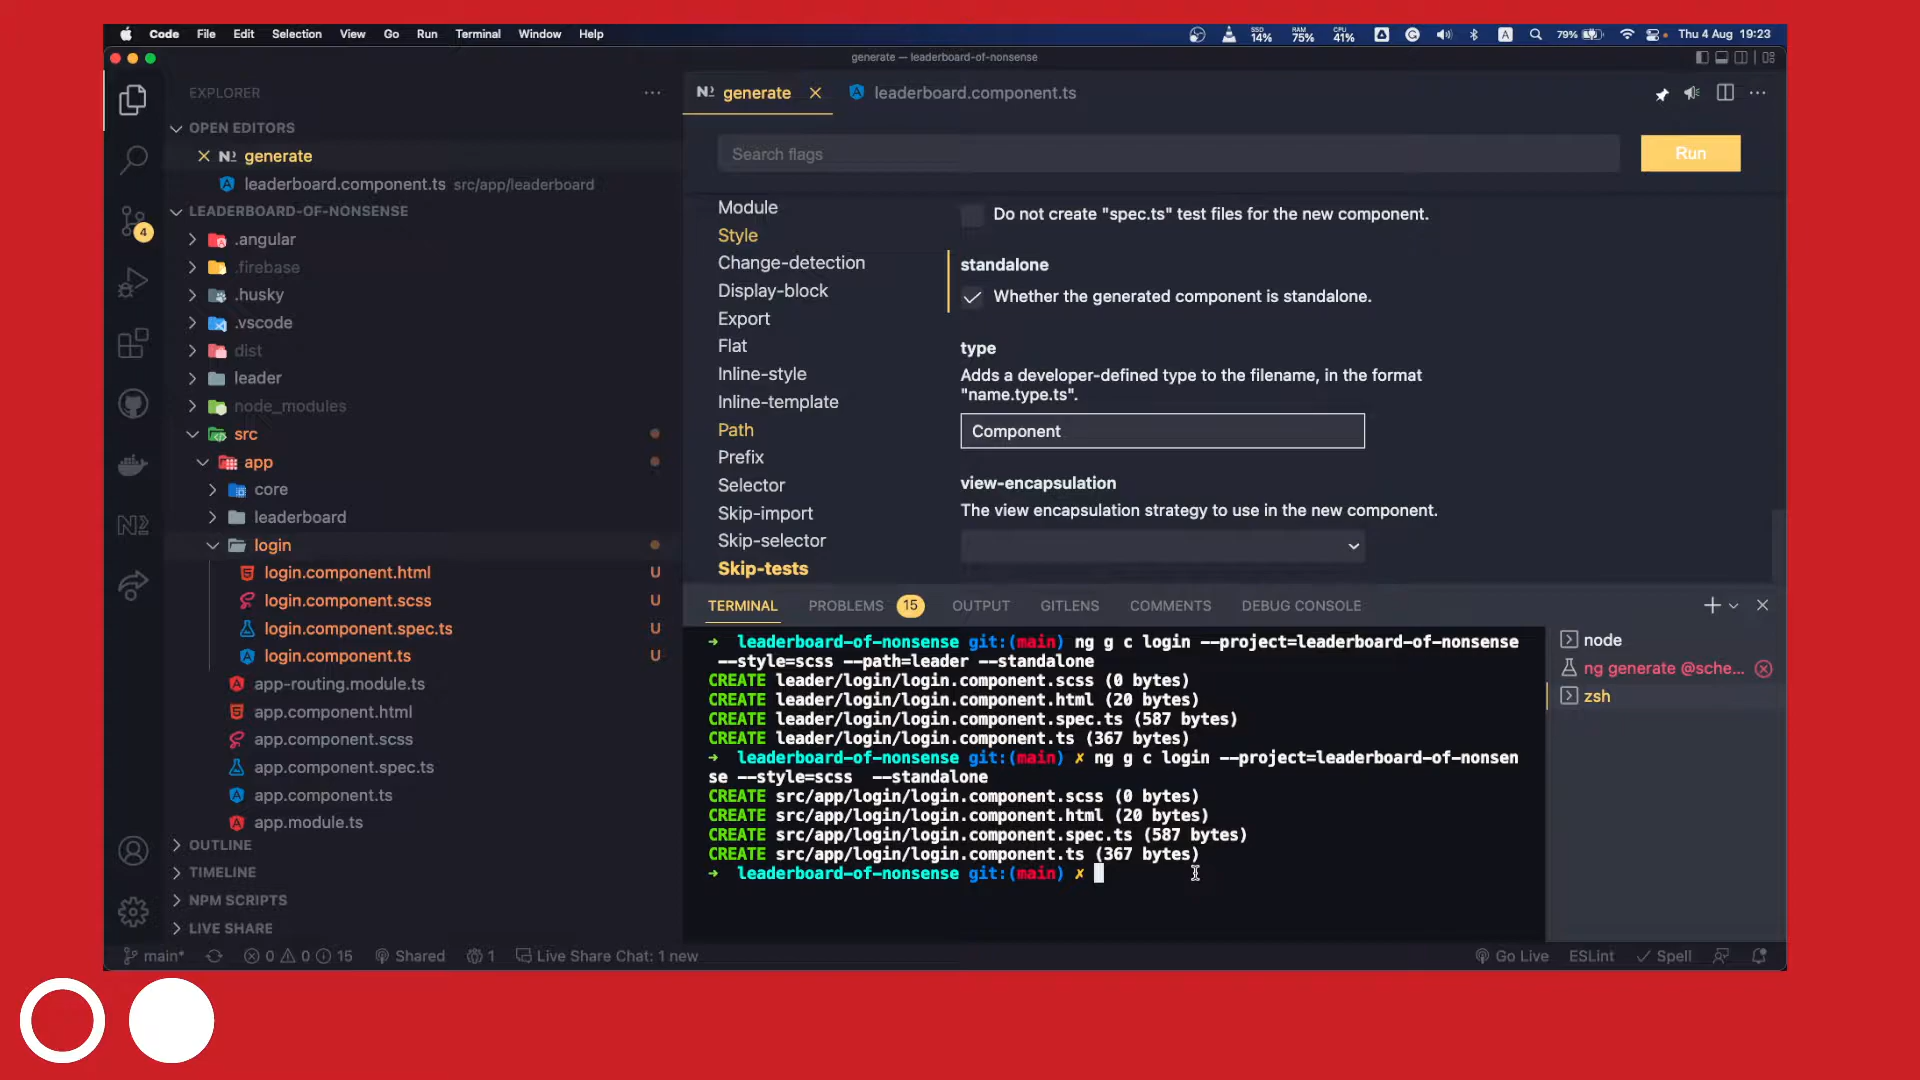 Code File Edit Selection View Go Run Terminal Window Help
SSD 14% RAM 75% CPU 41% A 79% Thu 4 Aug 19:23
generate — leaderboard-of-nonsense
EXPLORER
OPEN EDITORS
generate
leaderboard.component.ts src/app/leaderboard
LEADERBOARD-OF-NONSENSE
.angular
.firebase
.husky
.vscode
dist
leader
node_modules
src
app
core
leaderboard
login
login.component.html U
login.component.scss U
login.component.spec.ts U
login.component.ts U
app-routing.module.ts
app.component.html
app.component.scss
app.component.spec.ts
app.component.ts
app.module.ts
OUTLINE
TIMELINE
NPM SCRIPTS
LIVE SHARE
4
generate
leaderboard.component.ts
Search flags
Run
Module
Style
Change-detection
Display-block
Export
Flat
Inline-style
Inline-template
Path
Prefix
Selector
Skip-import
Skip-selector
Skip-tests
Do not create "spec.ts" test files for the new component.
standalone
Whether the generated component is standalone.
type
Adds a developer-defined type to the filename, in the format
"name.type.ts".
Component
view-encapsulation
The view encapsulation strategy to use in the new component.
TERMINAL PROBLEMS 15 OUTPUT GITLENS COMMENTS DEBUG CONSOLE
→ leaderboard-of-nonsense git:(main) ng g c login --project=leaderboard-of-nonsense
--style=scss --path=leader --standalone
CREATE leader/login/login.component.scss (0 bytes)
CREATE leader/login/login.component.html (20 bytes)
CREATE leader/login/login.component.spec.ts (587 bytes)
CREATE leader/login/login.component.ts (367 bytes)
→ leaderboard-of-nonsense git:(main) ✗ ng g c login --project=leaderboard-of-nonsen
se --style=scss --standalone
CREATE src/app/login/login.component.scss (0 bytes)
CREATE src/app/login/login.component.html (20 bytes)
CREATE src/app/login/login.component.spec.ts (587 bytes)
CREATE src/app/login/login.component.ts (367 bytes)
→ leaderboard-of-nonsense git:(main) ✗
node
ng generate @sche...
zsh
main* 0 0 15 Shared 1 Live Share Chat: 1 new
Go Live ESLint Spell